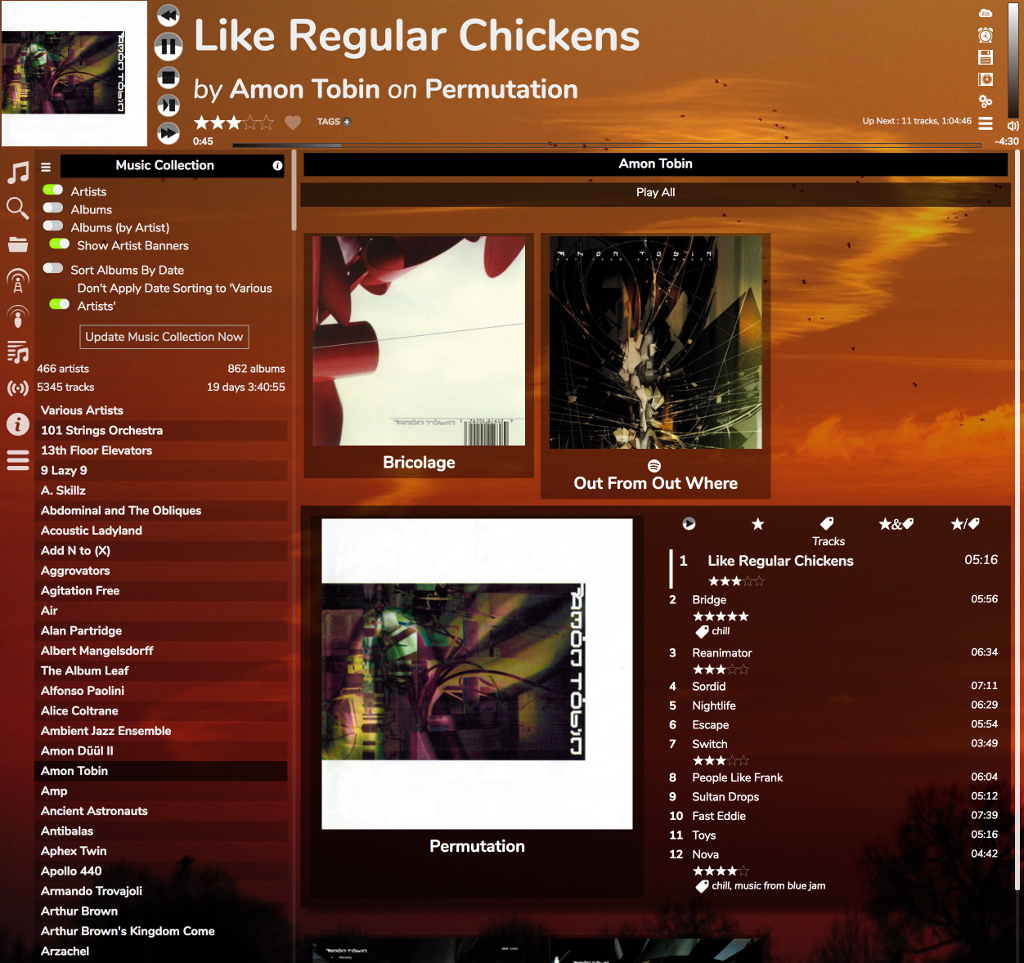 Like Regular Chickens
by Amon Tobin on Permutation
TAGS
Up Next : 11 tracks, 1:04:46
0:45
-4:30
Music Collection
Artists
Albums
Albums (by Artist)
Show Artist Banners
Sort Albums By Date
Don't Apply Date Sorting to 'Various
Artists'
Update Music Collection Now
466 artists
862 albums
5345 tracks
19 days 3:40:55
Various Artists
101 Strings Orchestra
13th Floor Elevators
9 Lazy 9
A. Skillz
Abdominal and The Obliques
Acoustic Ladyland
Add N to (X)
Aggrovators
Agitation Free
Air
Alan Partridge
Albert Mangelsdorff
The Album Leaf
Alfonso Paolini
Alice Coltrane
Ambient Jazz Ensemble
Amon Düül II
Amon Tobin
Amp
Ancient Astronauts
Antibalas
Aphex Twin
Apollo 440
Armando Trovajoli
Arthur Brown
Arthur Brown's Kingdom Come
Arzachel
Amon Tobin
Play All
AMON TOBIN
Bricolage
AMON TOBIN
Out From Out Where
AMON TOBIN
Permutation
&
/
Tracks
1 Like Regular Chickens 05:16
2 Bridge 05:56
chill
3 Reanimator 06:34
4 Sordid 07:11
5 Nightlife 06:29
6 Escape 05:54
7 Switch 03:49
8 People Like Frank 06:04
9 Sultan Drops 05:12
10 Fast Eddie 07:39
11 Toys 05:16
12 Nova 04:42
chill, music from blue jam
AMON TOBIN